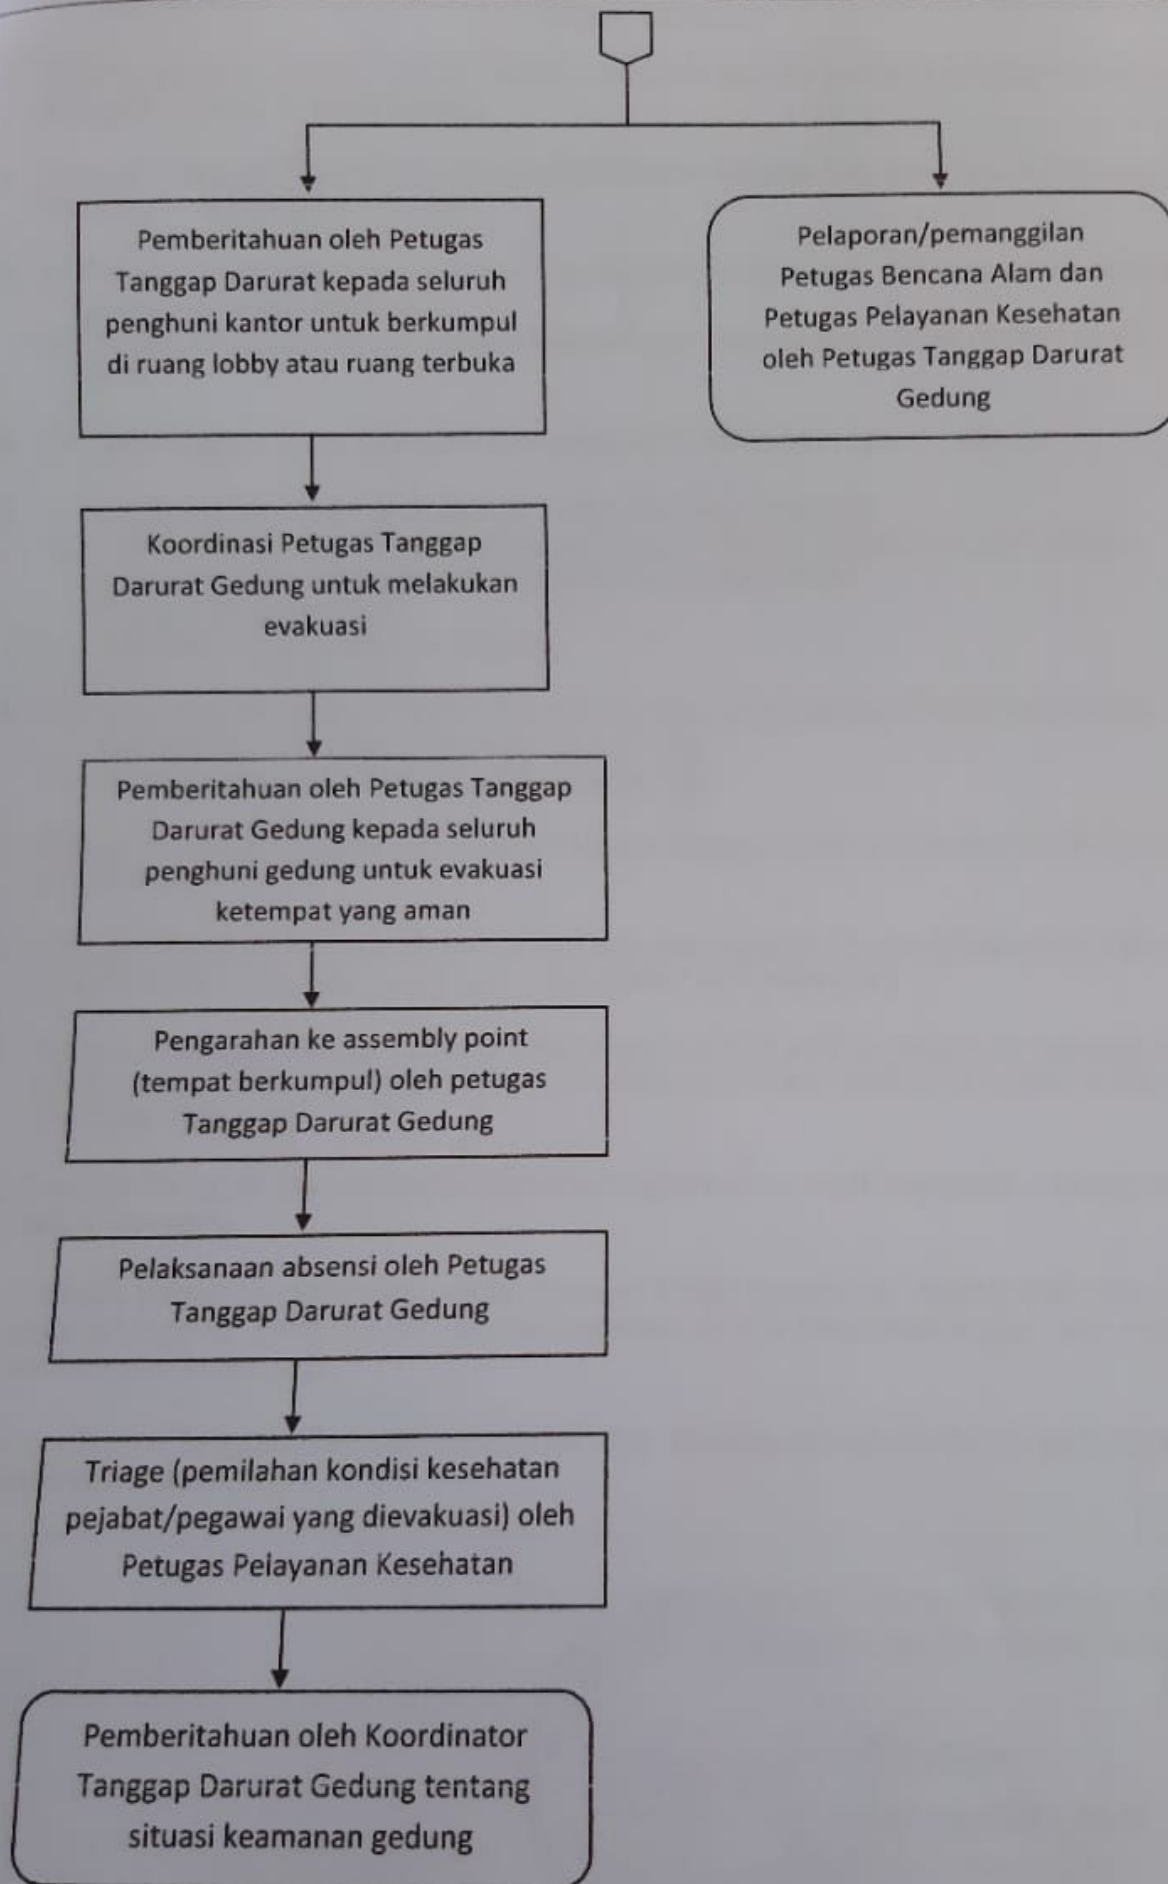 Pemberitahuan oleh Petugas
Tanggap Darurat kepada seluruh
penghuni kantor untuk berkumpul
di ruang lobby atau ruang terbuka
Pelaporan/pemanggilan
Petugas Bencana Alam dan
Petugas Pelayanan Kesehatan
oleh Petugas Tanggap Darurat
Gedung
Koordinasi Petugas Tanggap
Darurat Gedung untuk melakukan
evakuasi
Pemberitahuan oleh Petugas Tanggap
Darurat Gedung kepada seluruh
penghuni gedung untuk evakuasi
ketempat yang aman
Pengarahan ke assembly point
(tempat berkumpul) oleh petugas
Tanggap Darurat Gedung
Pelaksanaan absensi oleh Petugas
Tanggap Darurat Gedung
Triage (pemilahan kondisi kesehatan
pejabat/pegawai yang dievakuasi) oleh
Petugas Pelayanan Kesehatan
Pemberitahuan oleh Koordinator
Tanggap Darurat Gedung tentang
situasi keamanan gedung